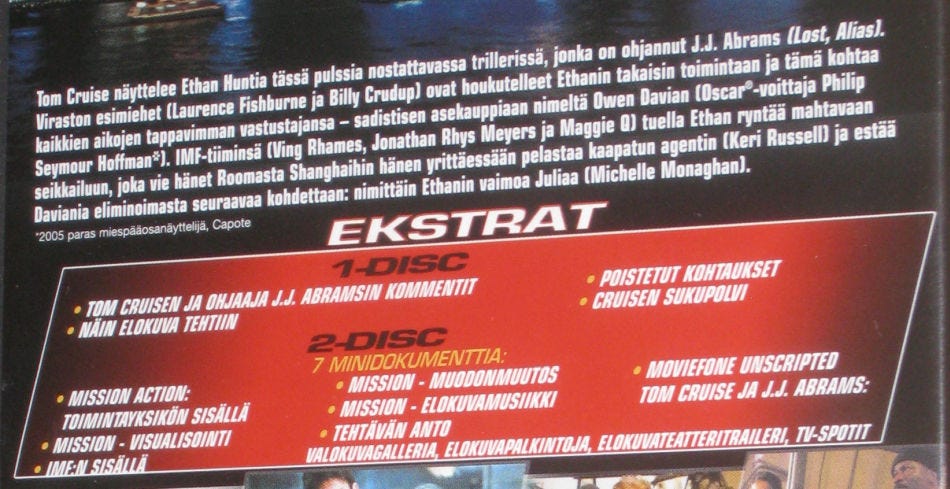 Tom Cruise näyttelee Ethan Huntia tässä pulssia nostattavassa trillerissä, jonka on ohjannut J.J. Abrams (Lost, Alias).
Viraston esimiehet (Laurence Fishburne ja Billy Crudup) ovat houkutelleet Ethanin takaisin toimintaan ja tämä kohtaa
kaikkien aikojen tappavimman vastustajansa – sadistisen asekauppiaan nimeltä Owen Davian (Oscar®-voittaja Philip
Seymour Hoffman*). IMF-tiiminsä (Ving Rhames, Jonathan Rhys Meyers ja Maggie Q) tuella Ethan ryntää mahtavaan
seikkailuun, joka vie hänet Roomasta Shanghaihin hänen yrittäessään pelastaa kaapatun agentin (Keri Russell) ja estää
Daviania eliminoimasta seuraavaa kohdettaan: nimittäin Ethanin vaimoa Juliaa (Michelle Monaghan).
*2005 paras miespääosanäyttelijä, Capote
EKSTRAT
1-DISC
• TOM CRUISEN JA OHJAAJA J.J. ABRAMSIN KOMMENTIT
• NÄIN ELOKUVA TEHTIIN
• POISTETUT KOHTAUKSET
• CRUISEN SUKUPOLVI
2-DISC
7 MINIDOKUMENTTIA:
• MISSION ACTION:
TOIMINTAYKSIKÖN SISÄLLÄ
• MISSION - VISUALISOINTI
• IMF:N SISÄLLÄ
• MISSION - MUODONMUUTOS
• MISSION - ELOKUVAMUSIIKKI
• TEHTÄVÄN ANTO
• MOVIEFONE UNSCRIPTED
TOM CRUISE JA J.J. ABRAMS:
VALOKUVAGALLERIA, ELOKUVAPALKINTOJA, ELOKUVATEATTERITRAILERI, TV-SPOTIT